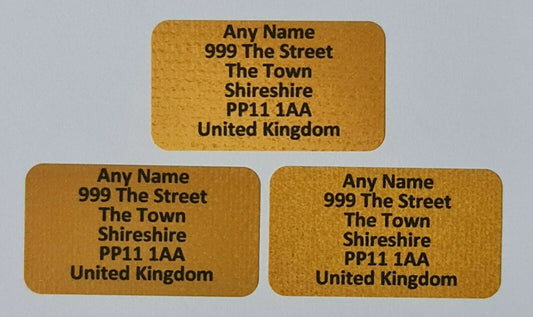 Any Name
999 The Street
The Town
Shireshire
PP11 1AA
United Kingdom
Any Name
999 The Street
The Town
Shireshire
PP11 1AA
United Kingdom
Any Name
999 The Street
The Town
Shireshire
PP11 1AA
United Kingdom